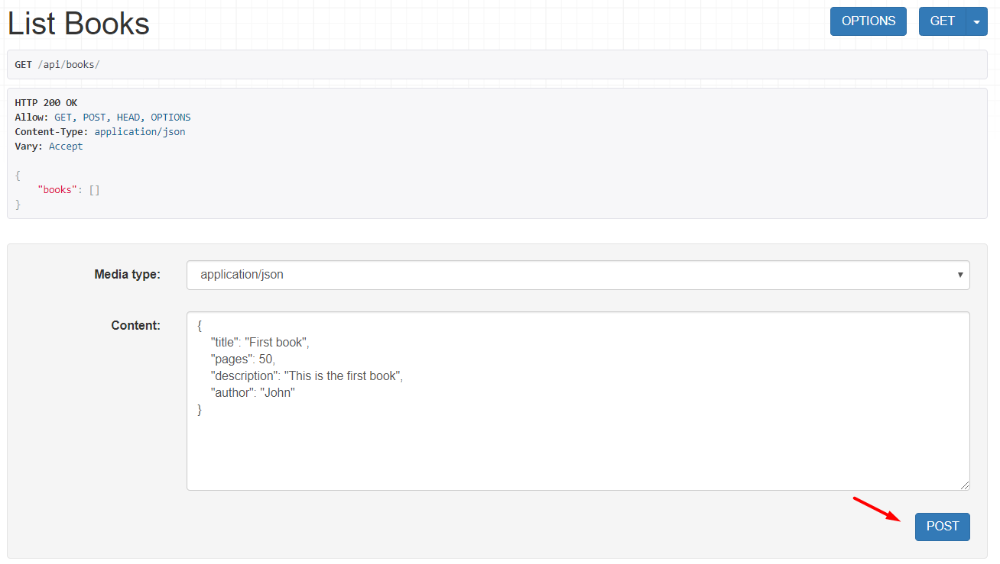 List Books
OPTIONS
GET
GET /api/books/
HTTP 200 OK
Allow: GET, POST, HEAD, OPTIONS
Content-Type: application/json
Vary: Accept
{
    "books": []
}
Media type:
application/json
Content:
{
    "title": "First book",
    "pages": 50,
    "description": "This is the first book",
    "author": "John"
}
POST